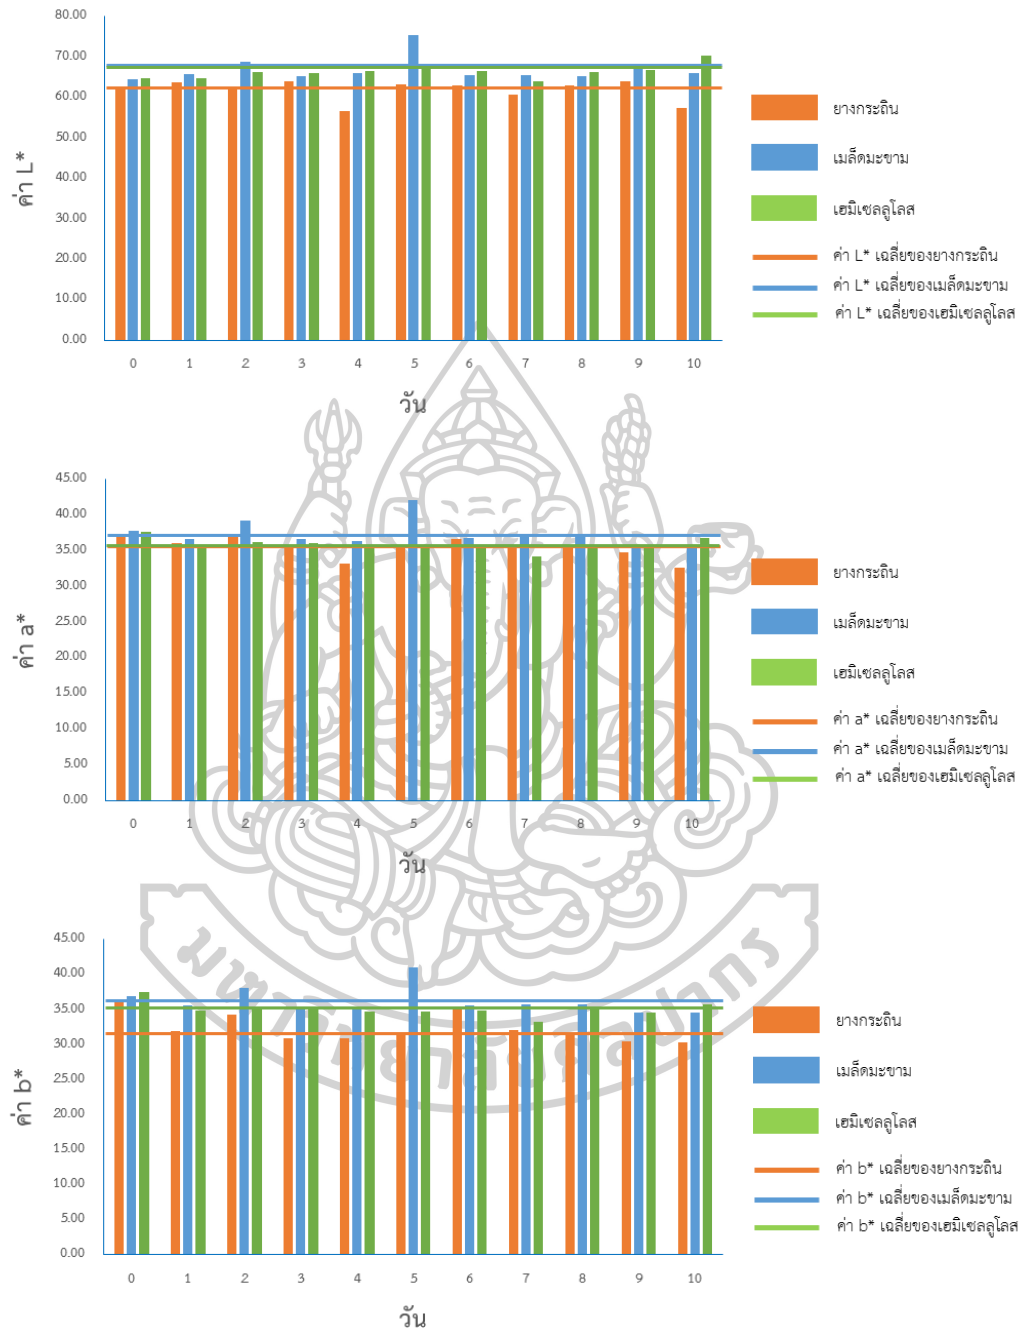 80.00
70.00
60.00
50.00
40.00
30.00
20.00
10.00
0.00
ค่า L*
0 1 2 3 4 5 6 7 8 9 10
วัน
ยางกระถิน
เมล็ดมะขาม
เฮมิเซลลูโลส
ค่า L* เฉลี่ยของยางกระถิน
ค่า L* เฉลี่ยของเมล็ดมะขาม
ค่า L* เฉลี่ยของเฮมิเซลลูโลส
45.00
40.00
35.00
30.00
25.00
20.00
15.00
10.00
5.00
0.00
ค่า a*
0 1 2 3 4 5 6 7 8 9 10
วัน
ยางกระถิน
เมล็ดมะขาม
เฮมิเซลลูโลส
ค่า a* เฉลี่ยของยางกระถิน
ค่า a* เฉลี่ยของเมล็ดมะขาม
ค่า a* เฉลี่ยของเฮมิเซลลูโลส
45.00
40.00
35.00
30.00
25.00
20.00
15.00
10.00
5.00
0.00
ค่า b*
0 1 2 3 4 5 6 7 8 9 10
วัน
ยางกระถิน
เมล็ดมะขาม
เฮมิเซลลูโลส
ค่า b* เฉลี่ยของยางกระถิน
ค่า b* เฉลี่ยของเมล็ดมะขาม
ค่า b* เฉลี่ยของเฮมิเซลลูโลส
มหาวิทยาลัยศิลปากร